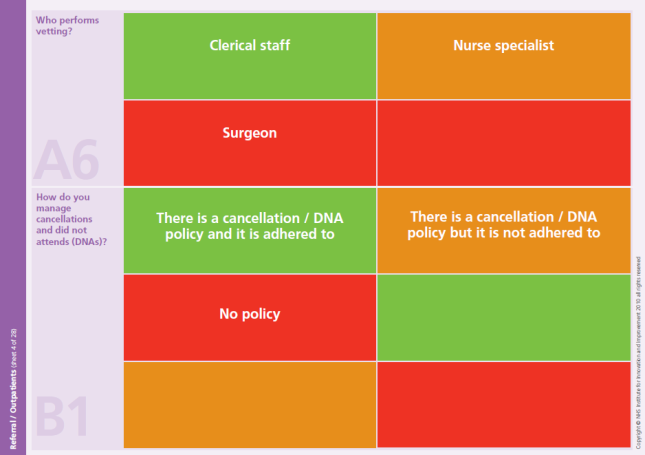 Who performs
vetting?
Clerical staff
Nurse specialist
Surgeon
A6
How do you
manage
cancellations
and did not
attends (DNAs)?
There is a cancellation / DNA
policy and it is adhered to
There is a cancellation / DNA
policy but it is not adhered to
No policy
B1
Referral / Outpatients (sheet 4 of 28)
Copyright © NHS Institute for Innovation and Improvement 2010 all rights reserved